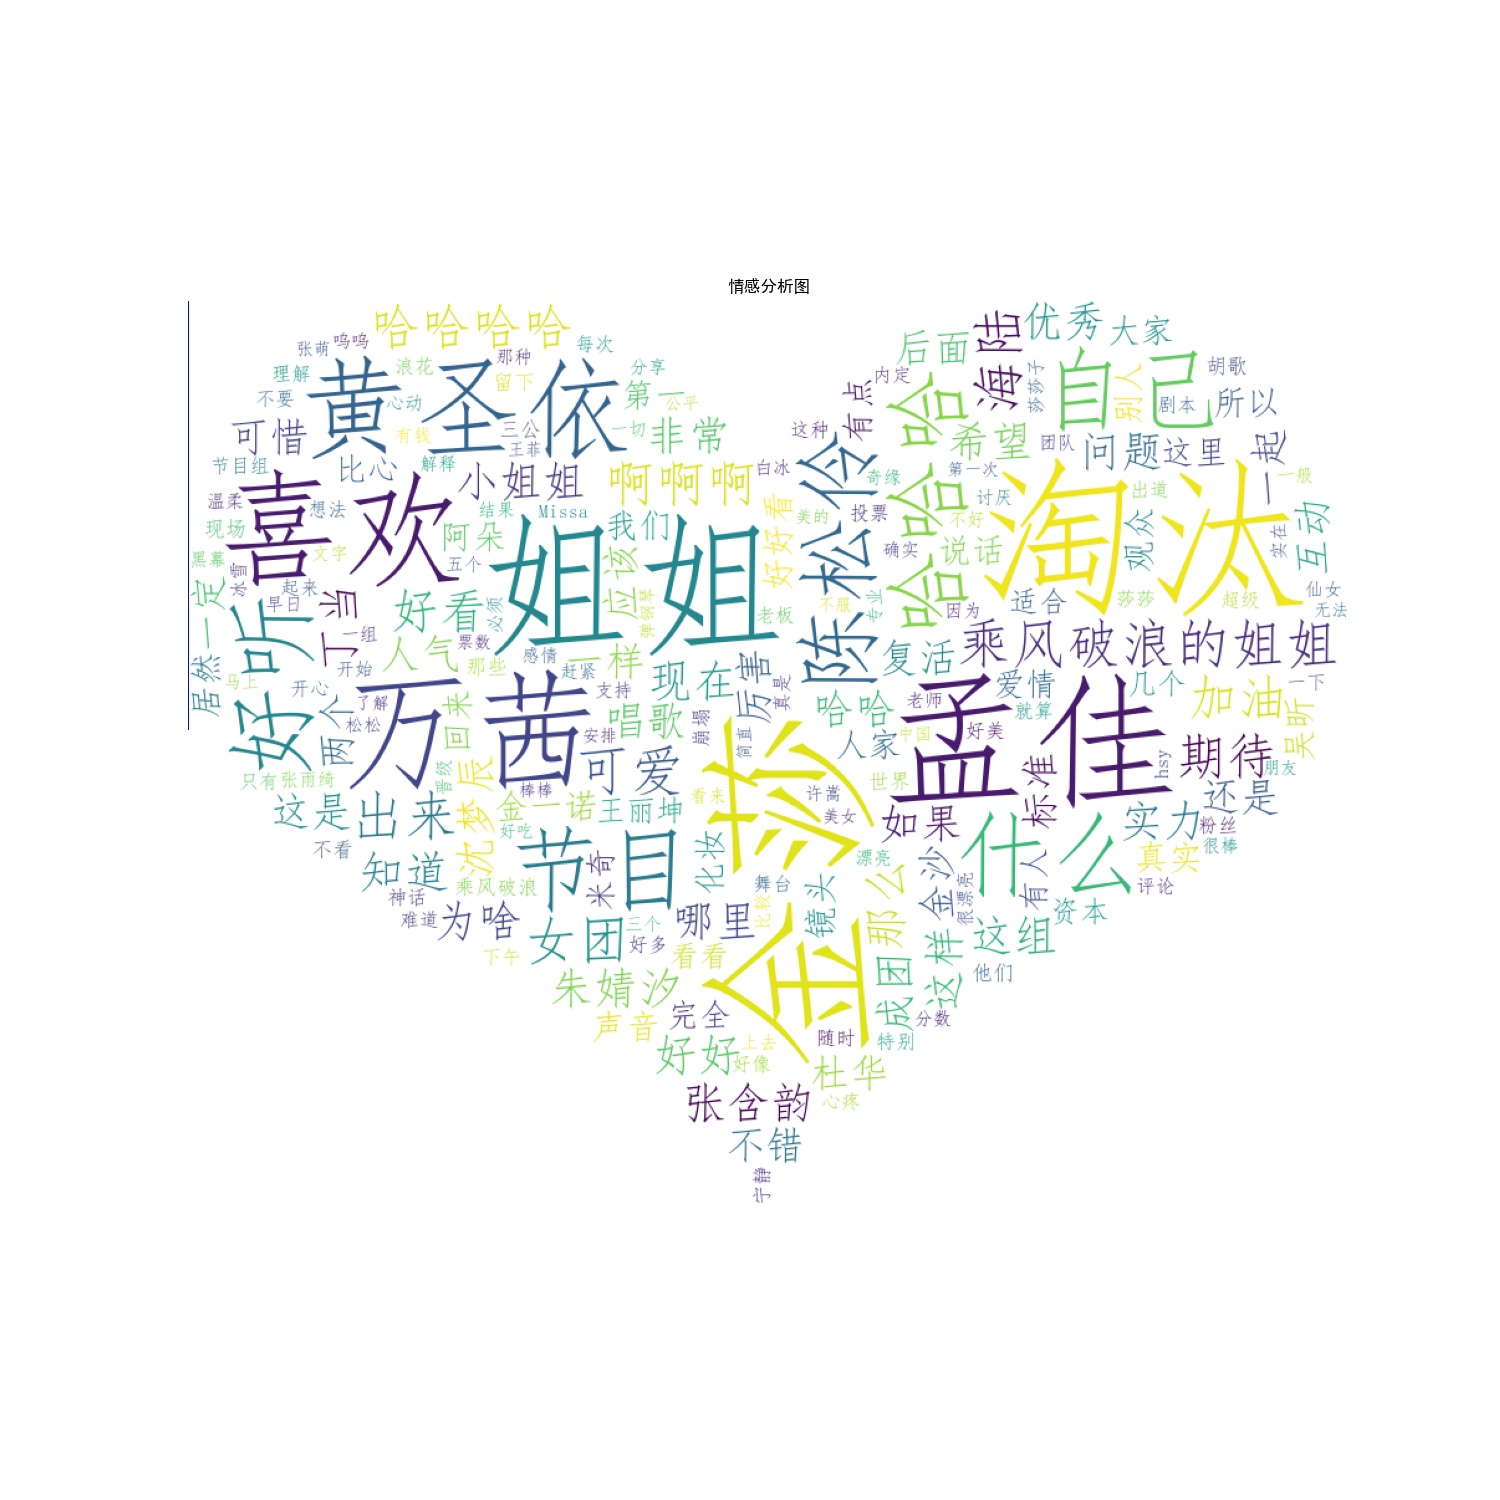 情感分析图
哈哈哈哈
张萌
呜呜
那种
每次
理解
浪花
留下
分享
不要
心动
黄圣依
第一
公平
可惜
有钱
三公
王菲
一切
非常
节目组
比心
解释
小姐姐
啊啊啊
白冰
温柔
喜欢
想法
结果
Missa
我们
现场
阿朵
好好看
黑幕
文字
五个
姐姐
应该
冰雪
起来
一定
早日
丁当
好看
必须
弹钢琴
老板
好听
一组
人气
票数
那些
感情
赶紧
一样
居然
马上
开始
开心
了解
万茜
支持
现在
厉害
真是
两个
松松
回来
安排
唱歌
崩塌
简直
只有张雨绮
晋级
沈梦辰
棒棒
可爱
这是
出来
金一诺
王丽坤
好吃
不看
知道
节目
米奇
化妆
乘风破浪
神话
难道
为啥
女团
三个
好多
哪里
下午
看看
朱婧汐
声音
完全
好好
上去
好像
张含韵
不错
宁静
后面
海陆
优秀
大家
内定
莎莎子
胡歌
有点
哈哈哈
自己
别人
剧本
所以
这种
希望
团队
问题
这里
一起
陈松伶
奇缘
第一次
一般
美的
投票
讨厌
淘汰
出道
互动
不好
观众
实在
确实
说话
不服
专业
因为
适合
莎莎
超级
仙女
无法
复活
乘风破浪的姐姐
爱情
几个
一下
哈哈
老师
孟佳
就算
加油
吴昕
人家
中国
好美
hsy
期待
朋友
金莎
看来
许嵩
世界
标准
还是
美女
如果
什么
实力
粉丝
很棒
漂亮
金沙
有人
真实
评论
舞台
比较
镜头
那么
很漂亮
资本
成团
这样
这组
他们
分数
随时
特别
杜华
心疼